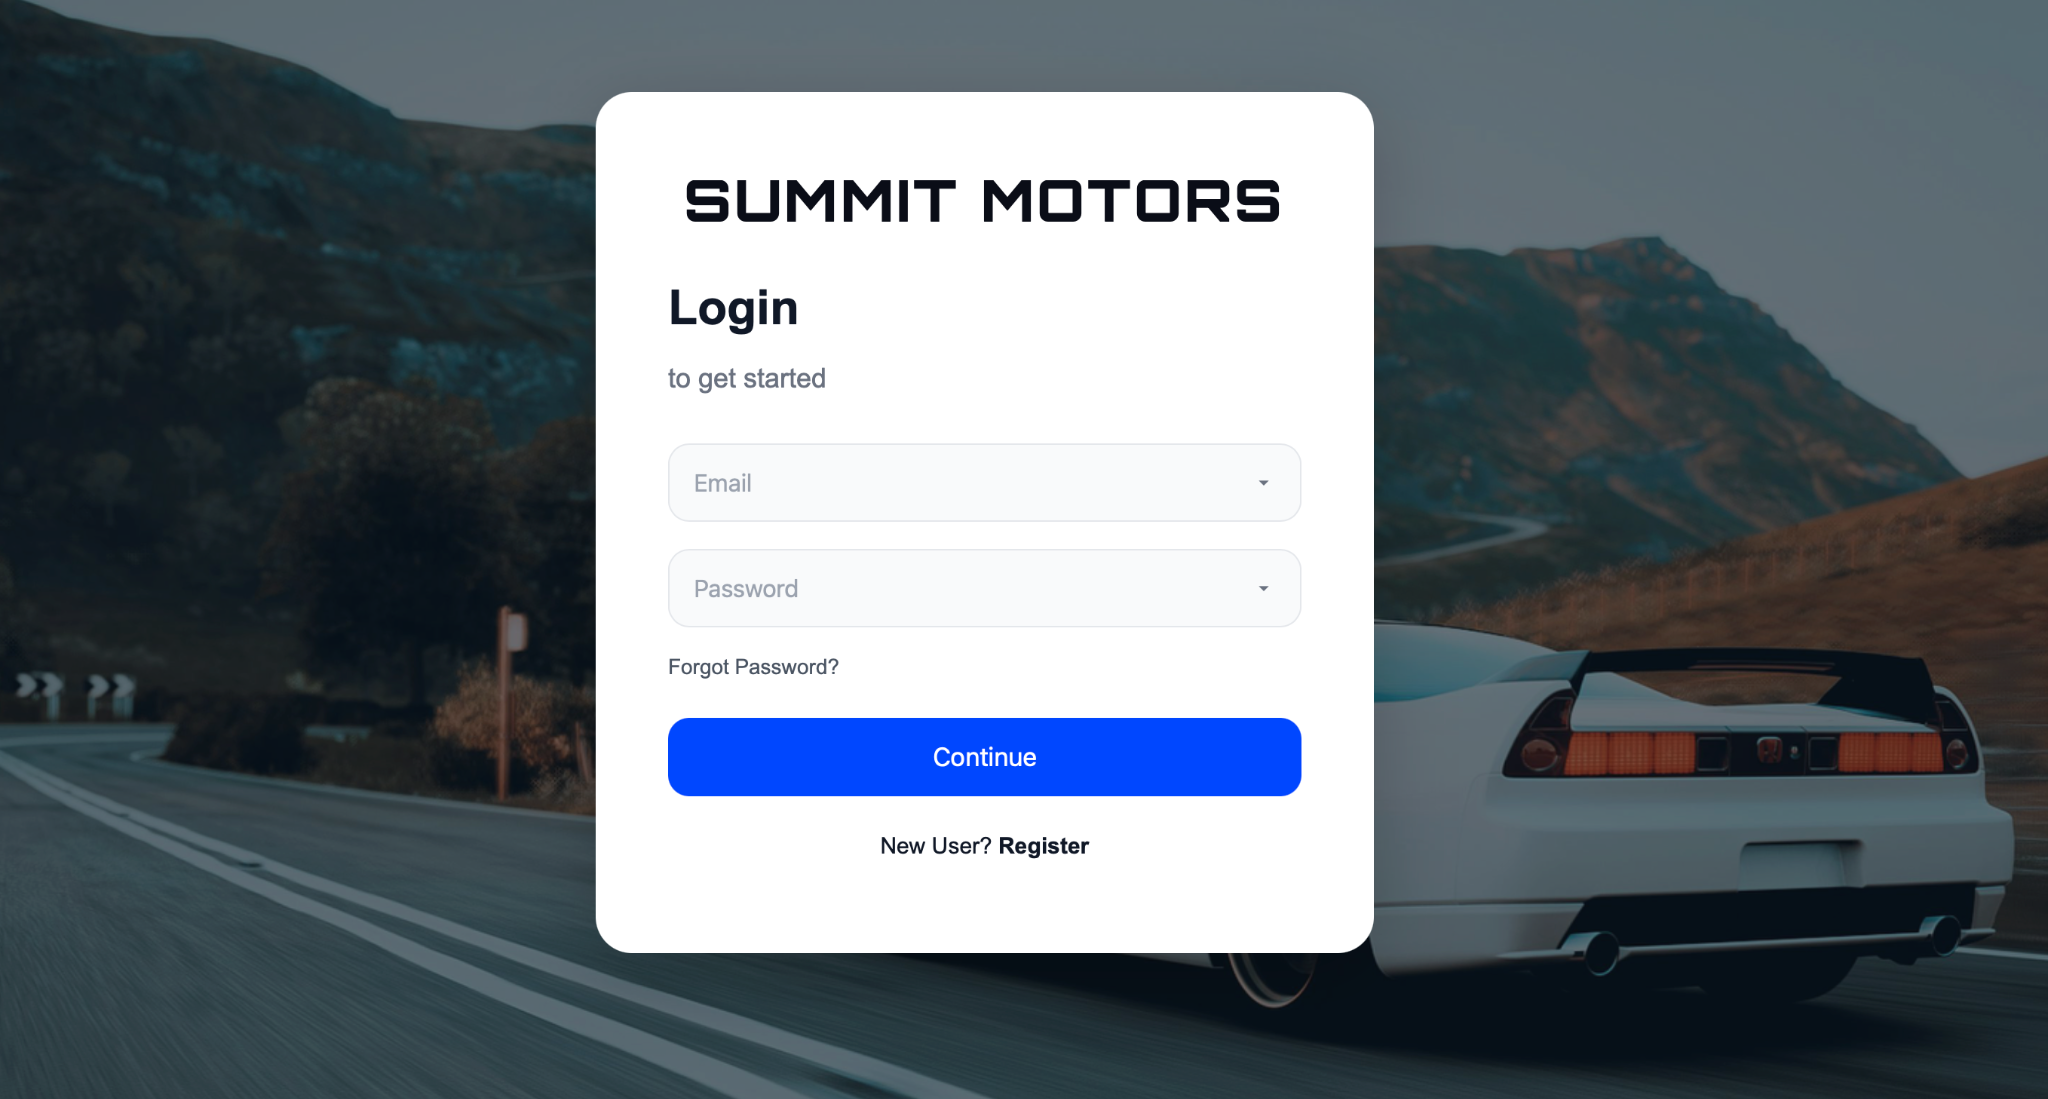 SUMMIT MOTORS
Login
to get started
Email
Password
Forgot Password?
Continue
New User? Register